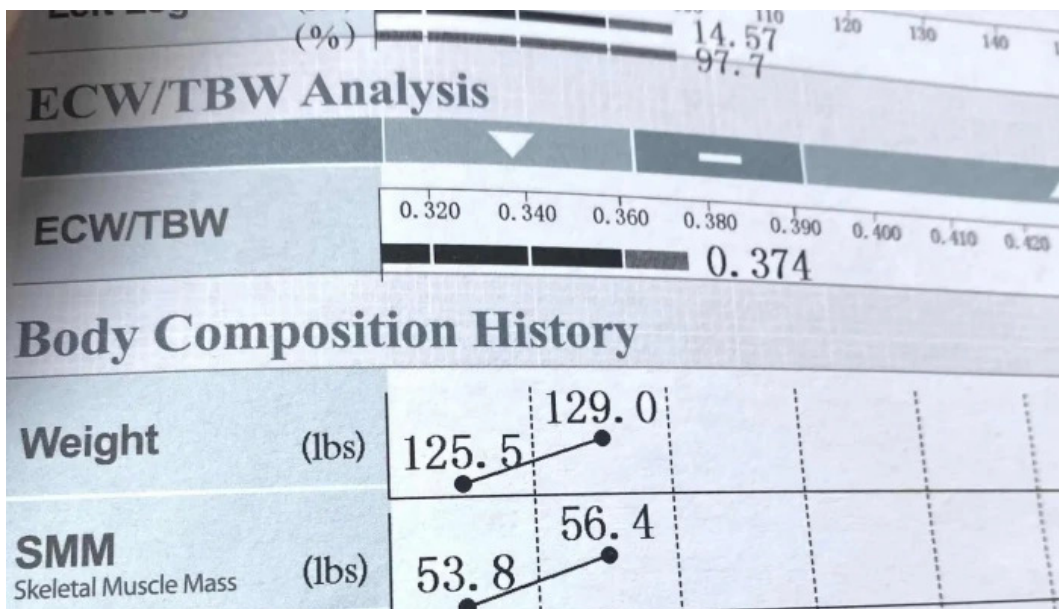 Left Leg
110 120 130 140
14.57
(%) 97.7
ECW/TBW Analysis
0.320 0.340 0.360 0.380 0.390 0.400 0.410 0.420
ECW/TBW 0.374
Body Composition History
Weight (lbs) 125.5 129.0
SMM (lbs) 53.8 56.4
Skeletal Muscle Mass